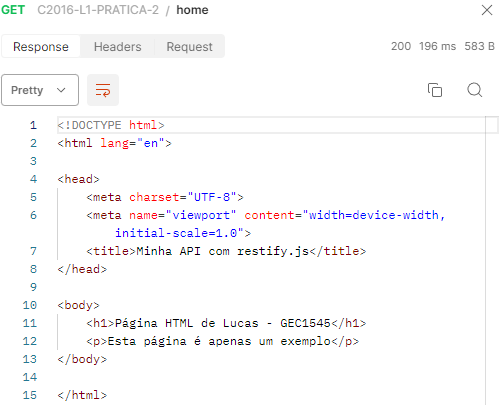 GET C2016-L1-PRATICA-2 / home
Response Headers Request 200 196 ms 583 B
Pretty
1 <!DOCTYPE html>
2 <html lang="en">
3
4 <head>
5 <meta charset="UTF-8">
6 <meta name="viewport" content="width=device-width,
initial-scale=1.0">
7 <title>Minha API com restify.js</title>
8 </head>
9
10 <body>
11 <h1>Página HTML de Lucas - GEC1545</h1>
12 <p>Esta página é apenas um exemplo</p>
13 </body>
14
15 </html>